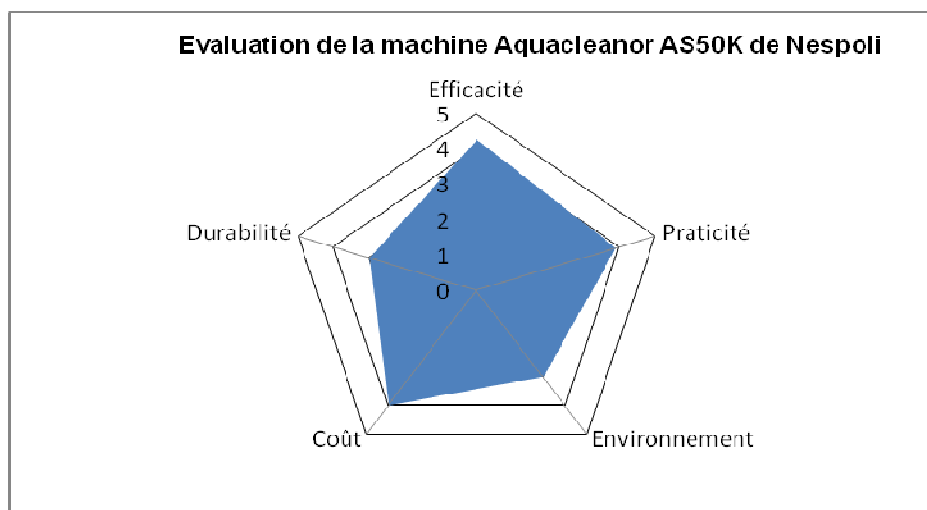 Evaluation de la machine Aquacleanor AS50K de Nespoli
Efficacité
5
4
3
2
1
0
Durabilité
Praticité
Coût
Environnement